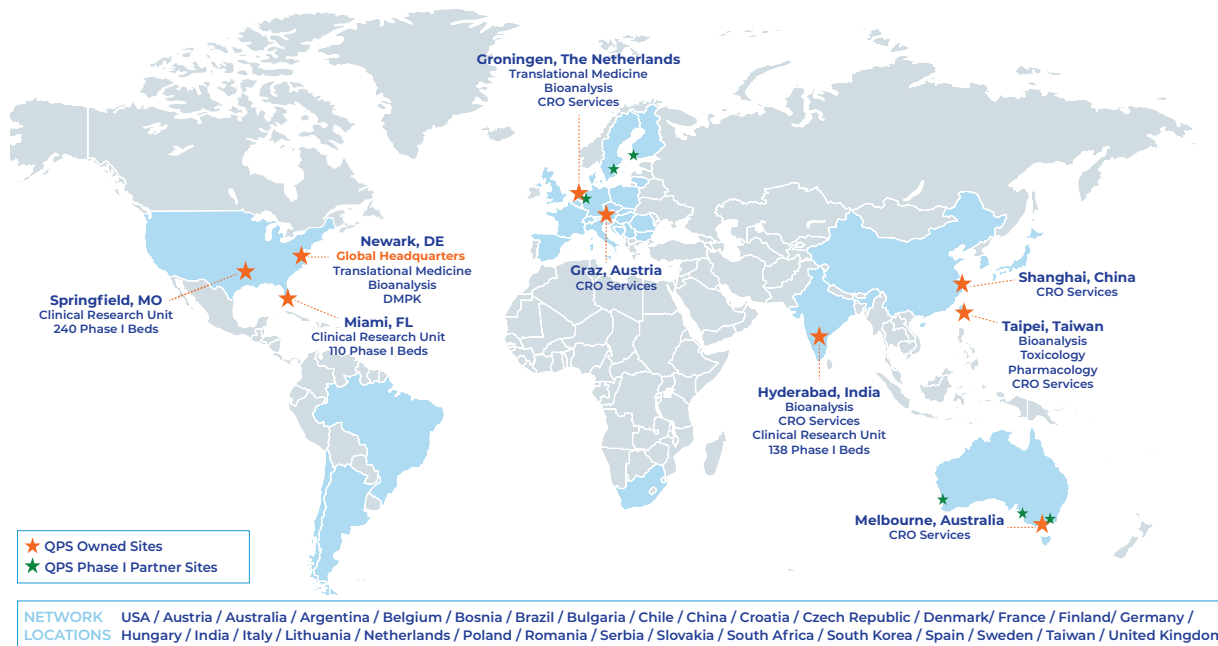 Groningen, The Netherlands
Translational Medicine
Bioanalysis
CRO Services
Newark, DE
Global Headquarters
Translational Medicine
Bioanalysis
DMPK
Springfield, MO
Clinical Research Unit
240 Phase I Beds
Miami, FL
Clinical Research Unit
110 Phase I Beds
Graz, Austria
CRO Services
Shanghai, China
CRO Services
Taipei, Taiwan
Bioanalysis
Toxicology
Pharmacology
CRO Services
Hyderabad, India
Bioanalysis
CRO Services
Clinical Research Unit
138 Phase I Beds
Melbourne, Australia
CRO Services
QPS Owned Sites
QPS Phase I Partner Sites
NETWORK LOCATIONS
USA / Austria / Australia / Argentina / Belgium / Bosnia / Brazil / Bulgaria / Chile / China / Croatia / Czech Republic / Denmark/ France / Finland/ Germany /
Hungary / India / Italy / Lithuania / Netherlands / Poland / Romania / Serbia / Slovakia / South Africa / South Korea / Spain / Sweden / Taiwan / United Kingdom